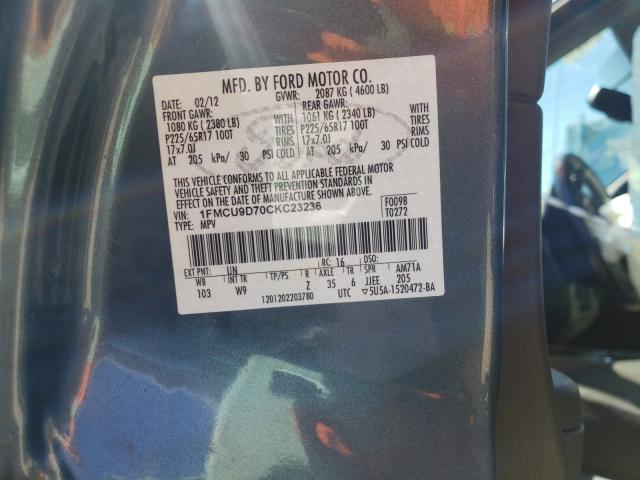 MFD. BY FORD MOTOR CO.
DATE: 02/12 GVWR: 2087 KG ( 4600 LB)
FRONT GAWR: REAR GAWR:
1080 KG ( 2380 LB) WITH 1061 KG ( 2340 LB) WITH
P225/65R17 100T TIRES P225/65R17 100T TIRES
17x7.0J RIMS 17x7.0J RIMS
AT 205 kPa/ 30 PSI COLD AT 205 kPa/ 30 PSI COLD
THIS VEHICLE CONFORMS TO ALL APPLICABLE FEDERAL MOTOR
VEHICLE SAFETY AND THEFT PREVENTION STANDARDS IN
EFFECT ON THE DATE OF MANUFACTURE SHOWN ABOVE.
VIN: 1FMCU9D70CKC23236 F0098
TYPE: MPV T0272
EXT PNT: UN RC: 16 DSO:
WB INT TR TP/PS R AXLE TR SPR AM71A
103 W9 Z 35 6 JJEE 205
1201202203780 UTC ▽5U5A-1520472-BA